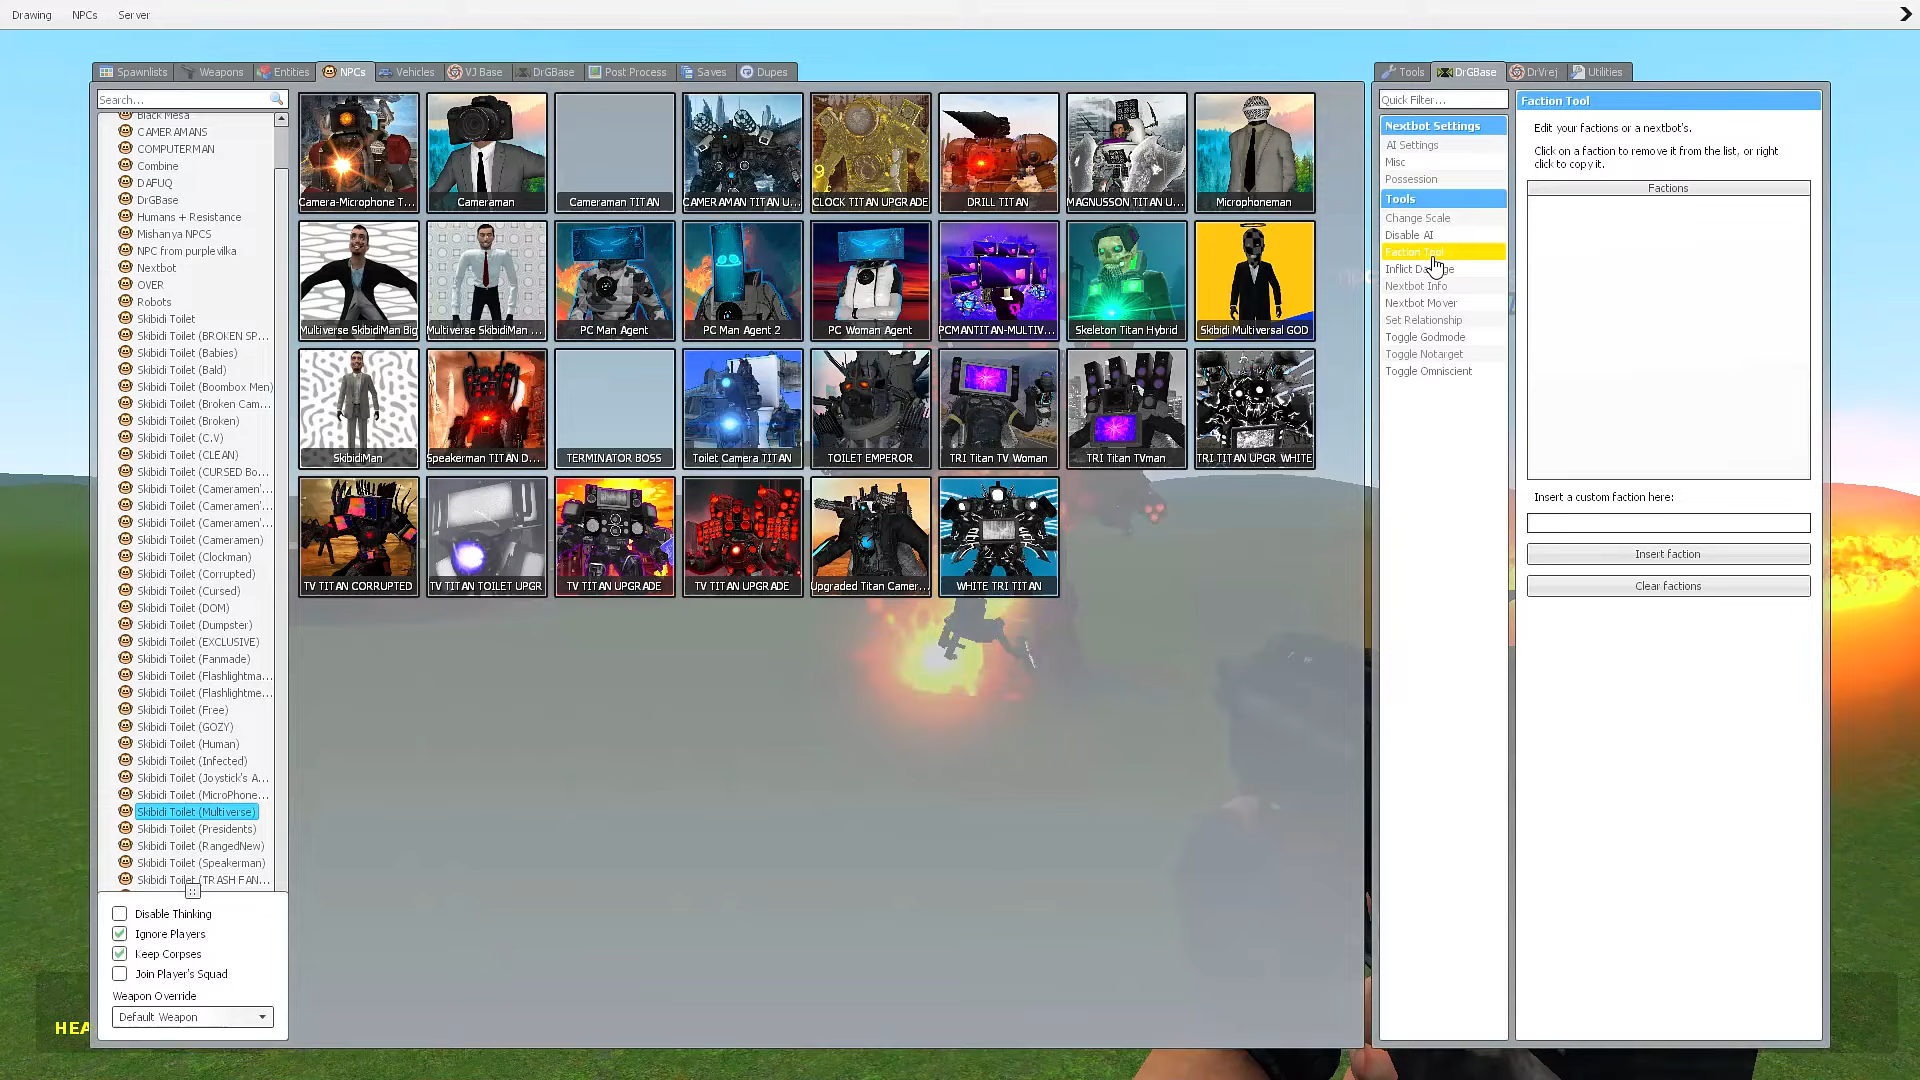 Drawing NPCs Server
Spawnlists Weapons Entities NPCs Vehicles VJ Base DrGBase Post Process Saves Dupes
Search...
Black Mesa
CAMERAMANS
COMPUTERMAN
Combine
DAFUQ
DrGBase
Humans + Resistance
Mishanya NPCS
NPC from purplevilka
Nextbot
OVER
Robots
Skibidi Toilet
Skibidi Toilet (BROKEN SP...
Skibidi Toilet (Babies)
Skibidi Toilet (Bald)
Skibidi Toilet (Boombox Men)
Skibidi Toilet (Broken Cam...
Skibidi Toilet (Broken)
Skibidi Toilet (C.V)
Skibidi Toilet (CLEAN)
Skibidi Toilet (CURSED Bo...
Skibidi Toilet (Cameramen'...
Skibidi Toilet (Cameramen'...
Skibidi Toilet (Cameramen'...
Skibidi Toilet (Cameramen)
Skibidi Toilet (Clockman)
Skibidi Toilet (Corrupted)
Skibidi Toilet (Cursed)
Skibidi Toilet (DOM)
Skibidi Toilet (Dumpster)
Skibidi Toilet (EXCLUSIVE)
Skibidi Toilet (Fanmade)
Skibidi Toilet (Flashlightma...
Skibidi Toilet (Flashlightme...
Skibidi Toilet (Free)
Skibidi Toilet (GOZY)
Skibidi Toilet (Human)
Skibidi Toilet (Infected)
Skibidi Toilet (Joystick's A...
Skibidi Toilet (MicroPhone...
Skibidi Toilet (Multiverse)
Skibidi Toilet (Presidents)
Skibidi Toilet (RangedNew)
Skibidi Toilet (Speakerman)
Skibidi Toilet (TRASH FAN...
Disable Thinking
Ignore Players
Keep Corpses
Join Player's Squad
Weapon Override
Default Weapon
HEA
Camera-Microphone T... Cameraman Cameraman TITAN CAMERAMAN TITAN U... CLOCK TITAN UPGRADE DRILL TITAN MAGNUSSON TITAN U... Microphoneman
Multiverse SkibidiMan Big Multiverse SkibidiMan ... PC Man Agent PC Man Agent 2 PC Woman Agent PCMANTITAN-MULTIV... Skeleton Titan Hybrid Skibidi Multiversal GOD
SkibidiMan Speakerman TITAN D... TERMINATOR BOSS Toilet Camera TITAN TOILET EMPEROR TRI Titan TV Woman TRI Titan TVman TRI TITAN UPGR WHITE
TV TITAN CORRUPTED TV TITAN TOILET UPGR TV TITAN UPGRADE TV TITAN UPGRADE Upgraded Titan Camer... WHITE TRI TITAN
Tools DrGBase DrVrej Utilities
Quick Filter...
Nextbot Settings
AI Settings
Misc
Possession
Tools
Change Scale
Disable AI
Faction Tool
Inflict Damage
Nextbot Info
Nextbot Mover
Set Relationship
Toggle Godmode
Toggle Notarget
Toggle Omniscient
Faction Tool
Edit your factions or a nextbot's.
Click on a faction to remove it from the list, or right
click to copy it.
Factions
Insert a custom faction here:
Insert faction
Clear factions